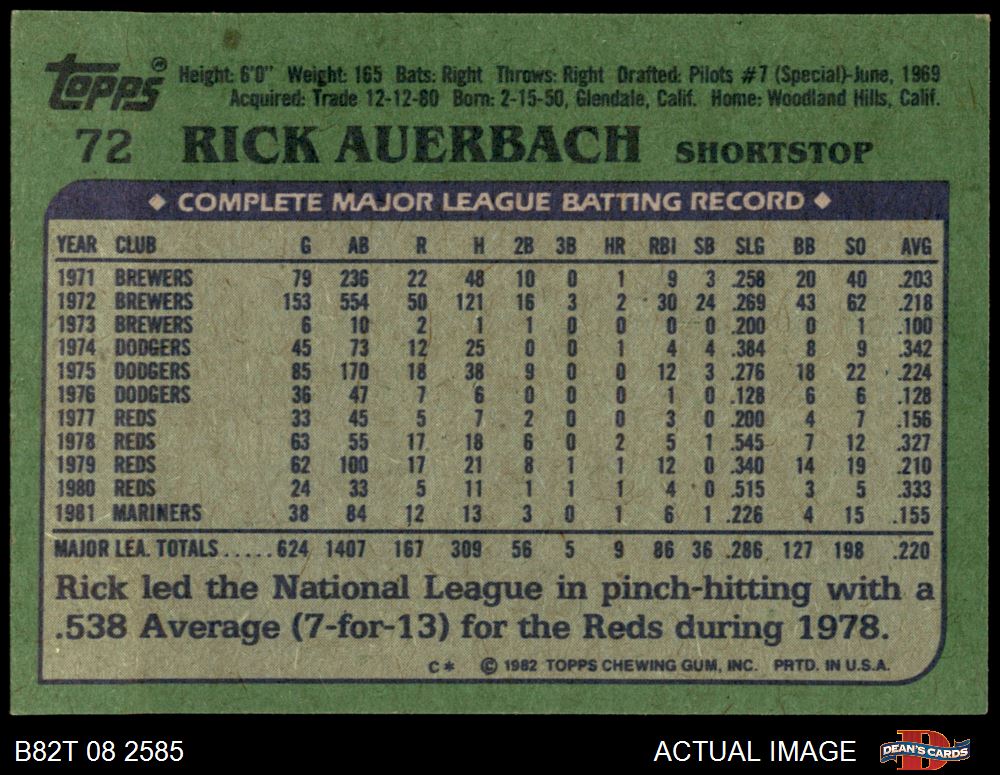 TOPPS® Height: 6'0" Weight: 165 Bats: Right Throws: Right Drafted: Pilots #7 (Special)-June, 1969
Acquired: Trade 12-12-80 Born: 2-15-50, Glendale, Calif. Home: Woodland Hills, Calif.
72 RICK AUERBACH SHORTSTOP
◆ COMPLETE MAJOR LEAGUE BATTING RECORD ◆
YEAR CLUB G AB R H 2B 3B HR RBI SB SLG BB SO AVG
1971 BREWERS 79 236 22 48 10 0 1 9 3 .258 20 40 .203
1972 BREWERS 153 554 50 121 16 3 2 30 24 .269 43 62 .218
1973 BREWERS 6 10 2 1 1 0 0 0 0 .200 0 1 .100
1974 DODGERS 45 73 12 25 0 0 1 4 4 .384 8 9 .342
1975 DODGERS 85 170 18 38 9 0 0 12 3 .276 18 22 .224
1976 DODGERS 36 47 7 6 0 0 0 1 0 .128 6 6 .128
1977 REDS 33 45 5 7 2 0 0 3 0 .200 4 7 .156
1978 REDS 63 55 17 18 6 0 2 5 1 .545 7 12 .327
1979 REDS 62 100 17 21 8 1 1 12 0 .340 14 19 .210
1980 REDS 24 33 5 11 1 1 1 4 0 .515 3 5 .333
1981 MARINERS 38 84 12 13 3 0 1 6 1 .226 4 15 .155
MAJOR LEA. TOTALS.....624 1407 167 309 56 5 9 86 36 .286 127 198 .220
Rick led the National League in pinch-hitting with a
.538 Average (7-for-13) for the Reds during 1978.
C* © 1982 TOPPS CHEWING GUM, INC. PRTD. IN U.S.A.
B82T 08 2585 ACTUAL IMAGE DEAN'S CARDS